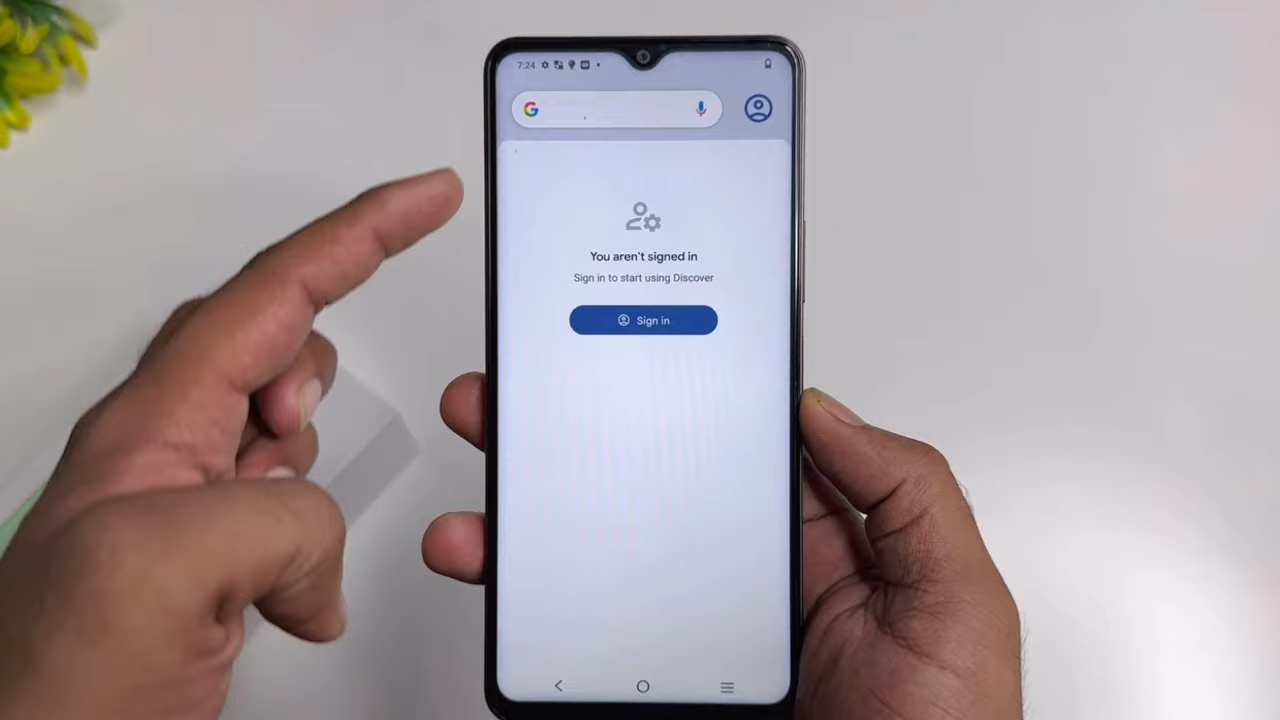 7:24
G
You aren't signed in
Sign in to start using Discover
Sign in